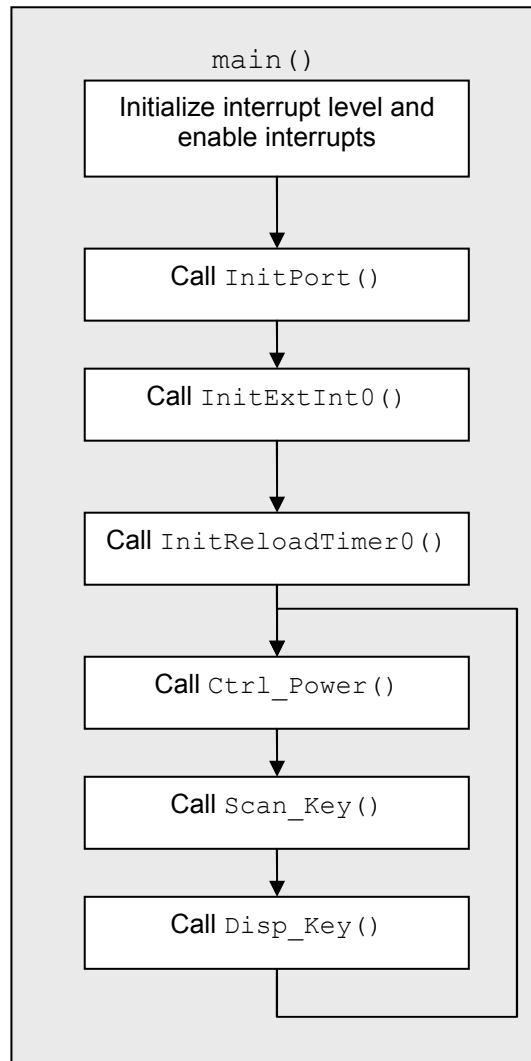 main()
Initialize interrupt level and
enable interrupts
Call InitPort()
Call InitExtInt0()
Call InitReloadTimer0()
Call Ctrl_Power()
Call Scan_Key()
Call Disp_Key()